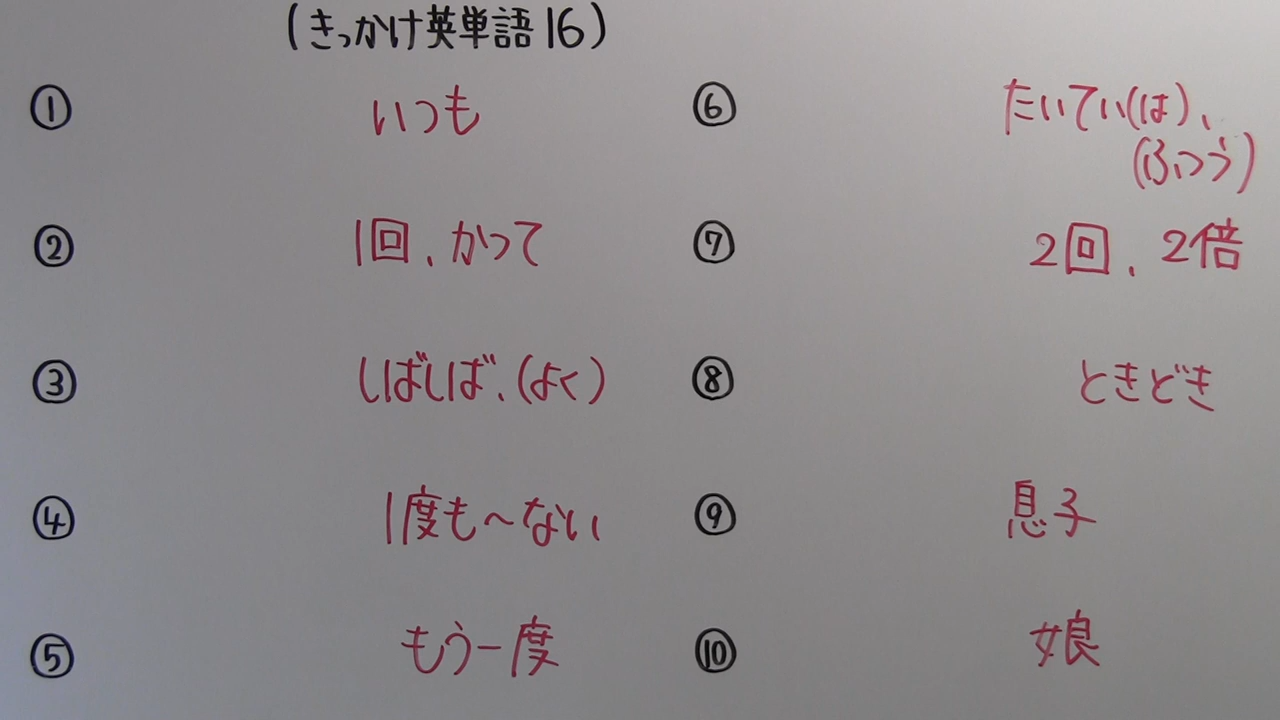 (きっかけ英単語16)
① いつも
② 1回、かつて
③ しばしば、(よく)
④ 1度も〜ない
⑤ もう一度
⑥ たいてい(は)、
(ふつう)
⑦ 2回、2倍
⑧ ときどき
⑨ 息子
⑩ 娘